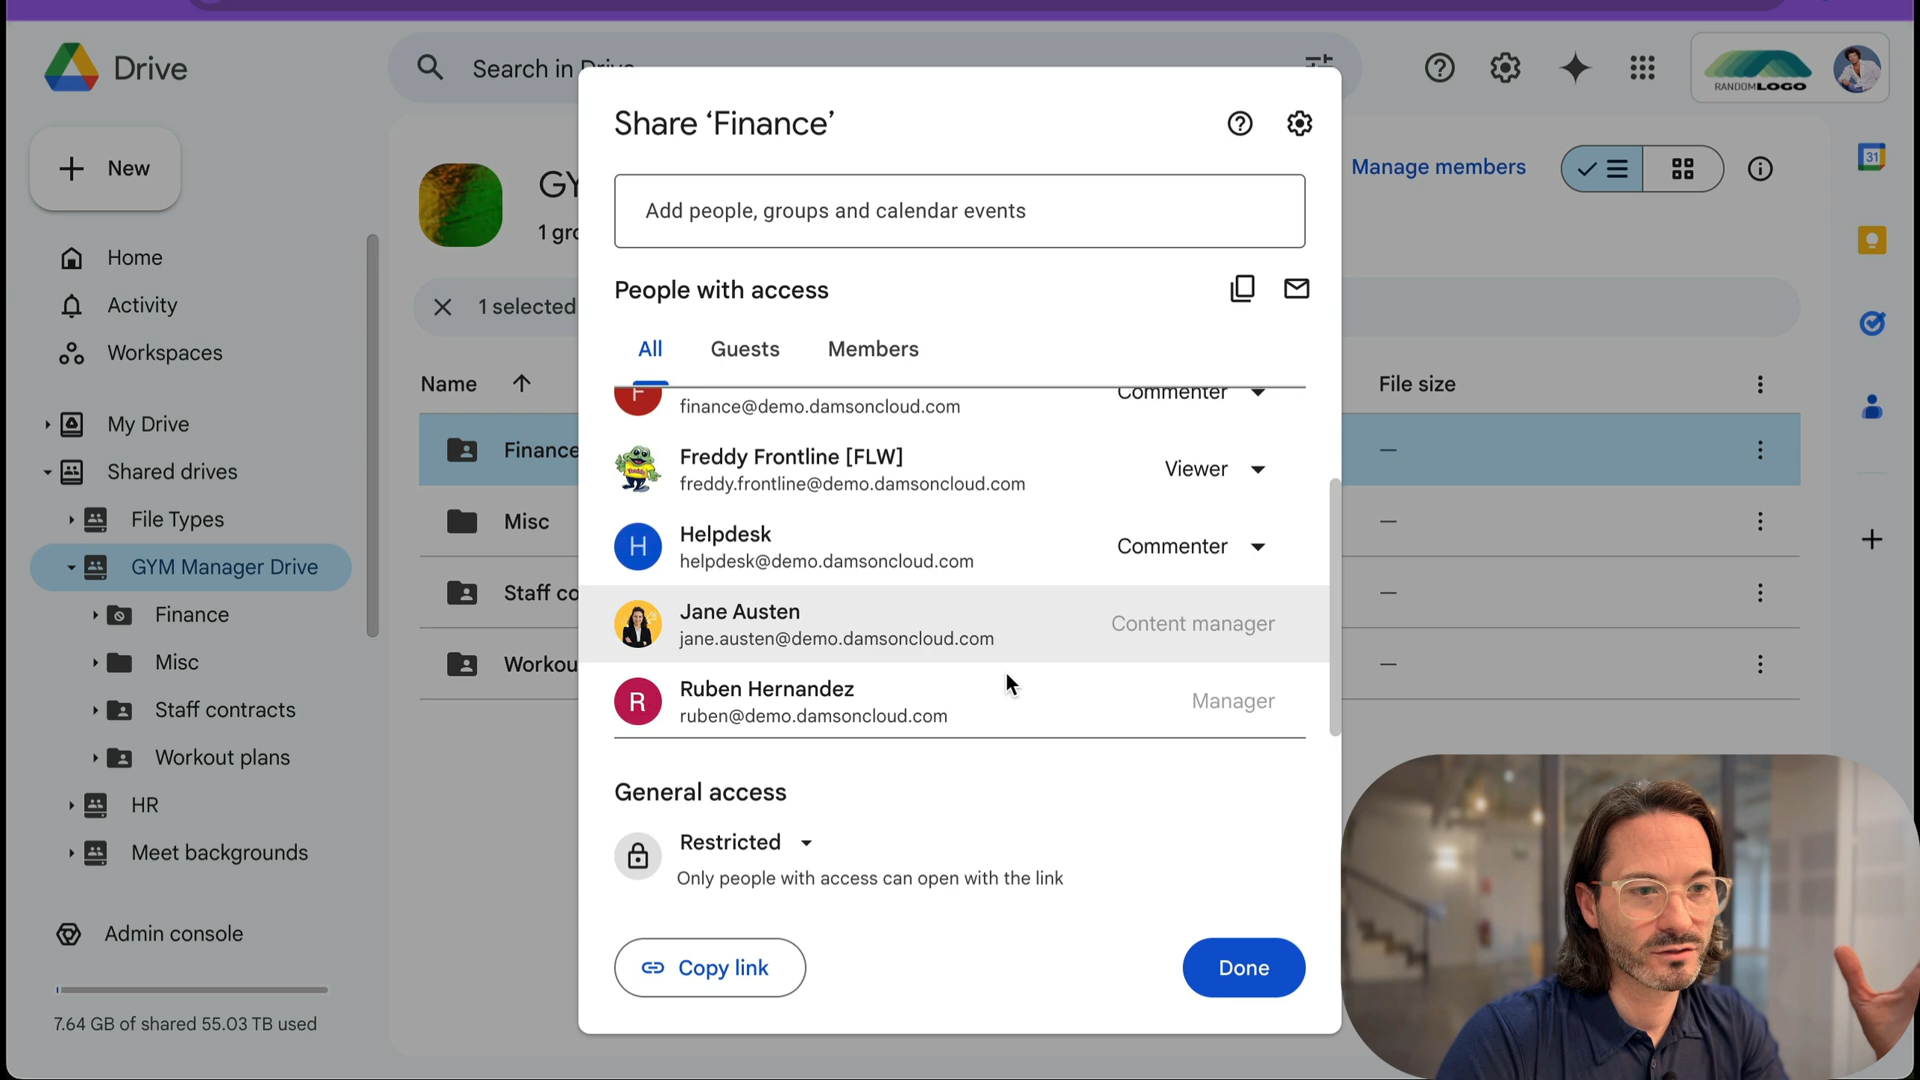 Drive
Search in Drive
RANDOMLOGO
New
Home
Activity
Workspaces
My Drive
Shared drives
File Types
GYM Manager Drive
Finance
Misc
Staff contracts
Workout plans
HR
Meet backgrounds
Admin console
7.64 GB of shared 55.03 TB used
GY
1 gro
Manage members
1 selected
Name
File size
Finance
Misc
Staff co
Workou
31
Share ‘Finance’
Add people, groups and calendar events
People with access
All Guests Members
F
Commenter
finance@demo.damsoncloud.com
Freddy Frontline [FLW]
freddy.frontline@demo.damsoncloud.com
Viewer
H
Helpdesk
helpdesk@demo.damsoncloud.com
Commenter
Jane Austen
jane.austen@demo.damsoncloud.com
Content manager
R
Ruben Hernandez
ruben@demo.damsoncloud.com
Manager
General access
Restricted
Only people with access can open with the link
Copy link
Done